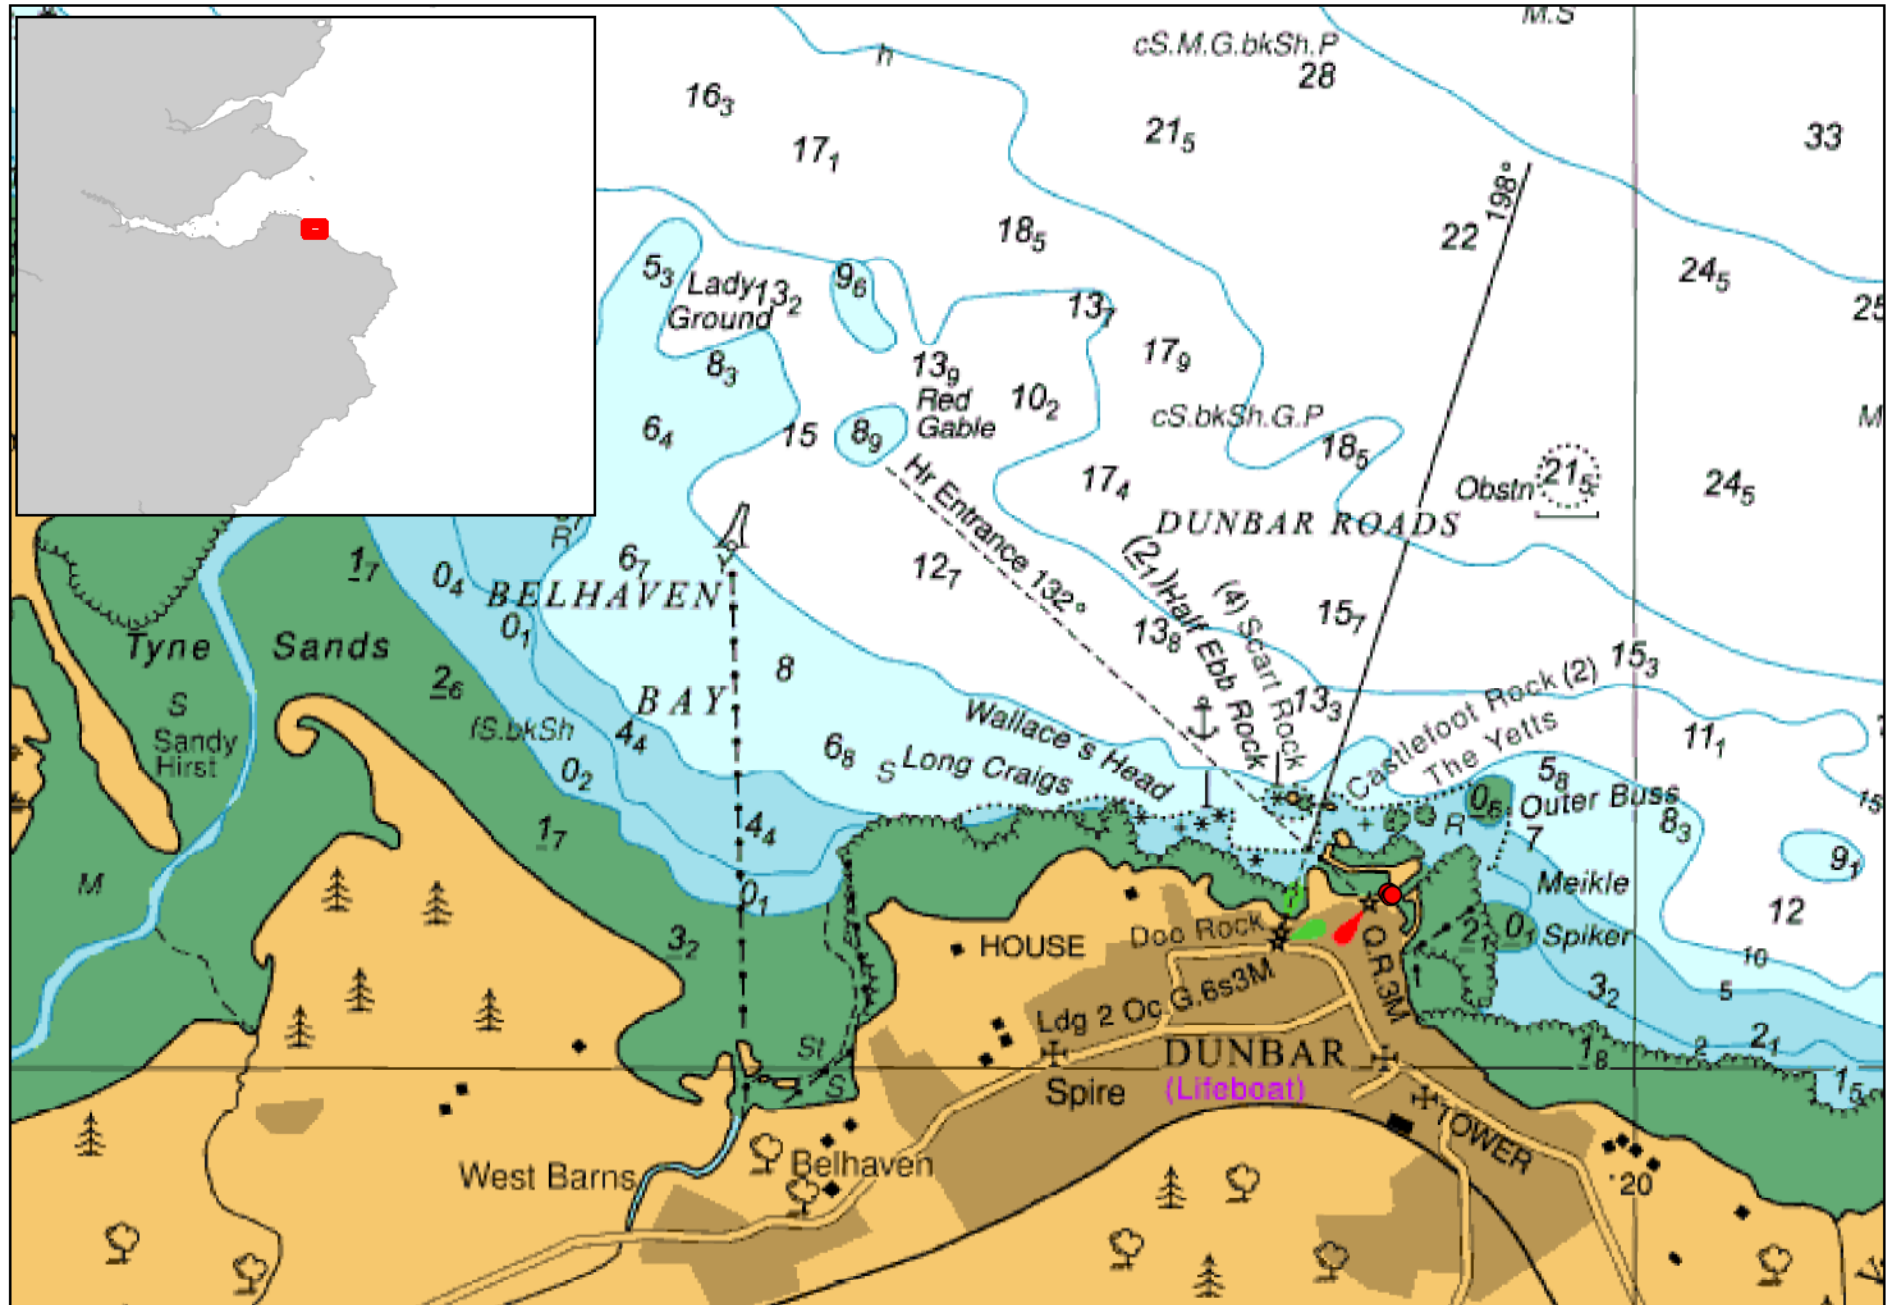 M.S
cS.M.G.bkSh.P
28
h
16₃
17₁
21₅
33
198°
18₅
22
24₅
5₃
Lady
13₂
9₆
Ground
13₇
25
8₃
13₉
17₉
Red
10₂
Gable
cS.bkSh.G.P
M
6₄
15
8₉
18₅
Hr Entrance 132°
17₄
Obstn
21₅
24₅
DUNBAR ROADS
R
1₇
0₄
6₇
12₇
(2₁) Half Ebb Rock
(4) Scart Rock
BELHAVEN
0₁
13₈
15₇
Tyne Sands
15₃
2₆
8
BAY
S
fS.bkSh
4₄
Sandy
Hirst
0₂
6₈
S
Long Craigs
Wallace s Head
13₃
Castlefoot Rock (2)
The Yetts
11₁
5₈
0₆
Outer Buss
15
1₇
4₄
R
7
8₃
9₁
M
0₁
Meikle
12
3₂
HOUSE
Doo Rock
2₁
0₁
Spiker
Q.R.3M
10
5
3₂
Ldg 2 Oc G.6s3M
St
S
DUNBAR
1₈
2
2₁
Spire
(Lifeboat)
1₅
TOWER
West Barns
Belhaven
20